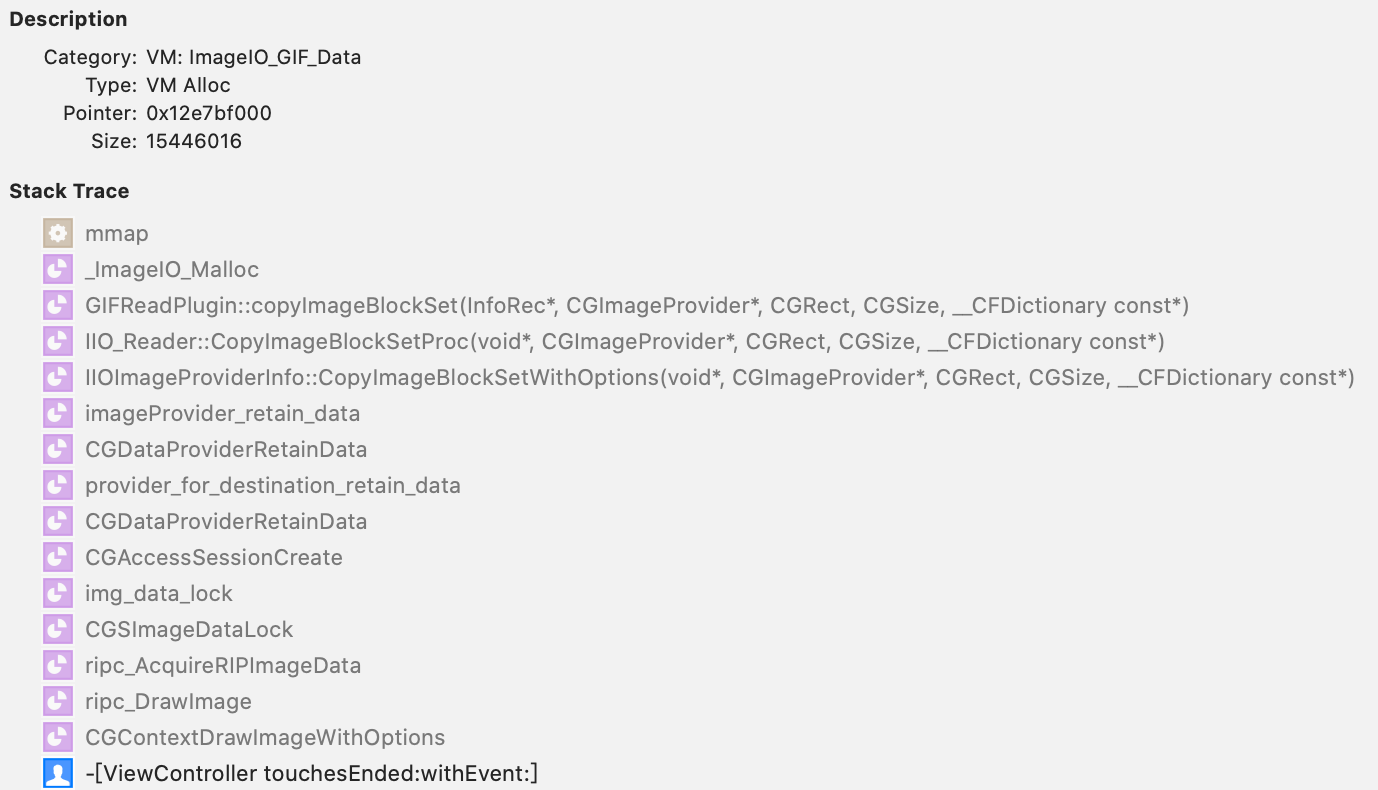 Description
Category: VM: ImageIO_GIF_Data
Type: VM Alloc
Pointer: 0x12e7bf000
Size: 15446016
Stack Trace
mmap
_ImageIO_Malloc
GIFReadPlugin::copyImageBlockSet(InfoRec*, CGImageProvider*, CGRect, CGSize, __CFDictionary const*)
IIO_Reader::CopyImageBlockSetProc(void*, CGImageProvider*, CGRect, CGSize, __CFDictionary const*)
IIOImageProviderInfo::CopyImageBlockSetWithOptions(void*, CGImageProvider*, CGRect, CGSize, __CFDictionary const*)
imageProvider_retain_data
CGDataProviderRetainData
provider_for_destination_retain_data
CGDataProviderRetainData
CGAccessSessionCreate
img_data_lock
CGSImageDataLock
ripc_AcquireRIPImageData
ripc_DrawImage
CGContextDrawImageWithOptions
-[ViewController touchesEnded:withEvent:]